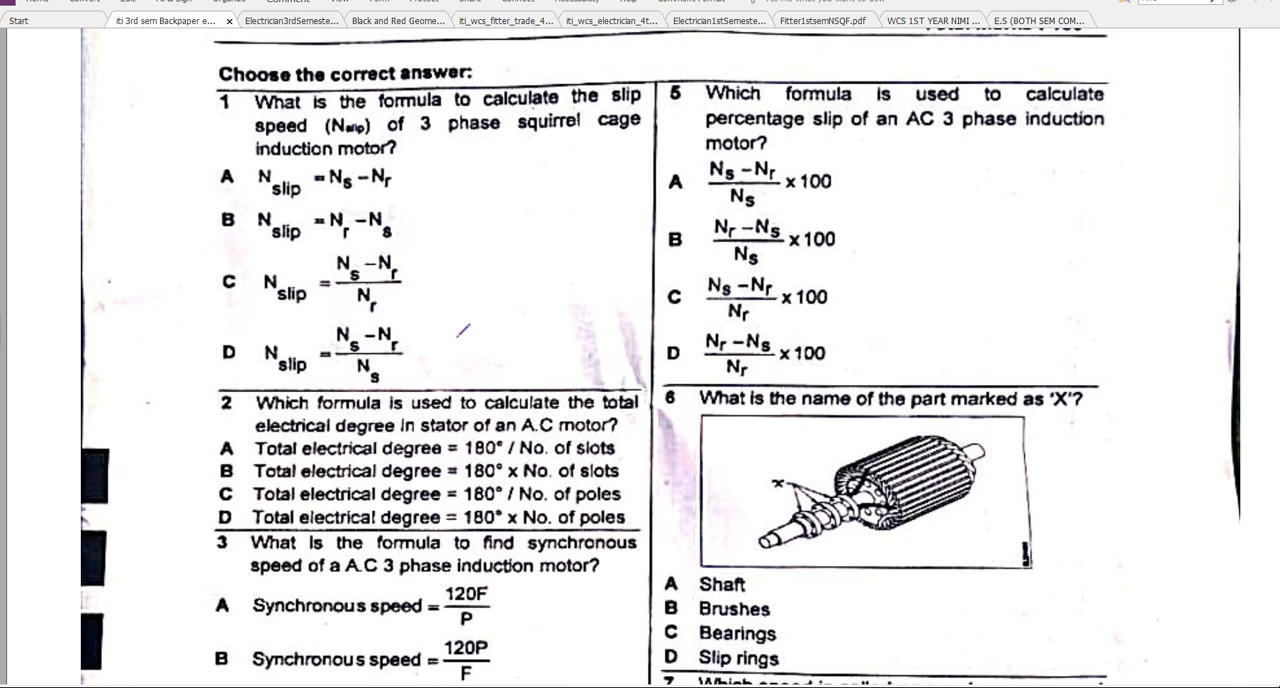 Start
iti 3rd sem Backpaper e... ×
Electrician3rdSemeste...
Black and Red Geome...
iti_wcs_fitter_trade_4...
iti_wcs_electrician_4t...
Electrician1stSemeste...
Fitter1stsemNSQF.pdf
WCS 1ST YEAR NIMI ...
E.S (BOTH SEM COM...
Choose the correct answer:
1 What is the formula to calculate the slip
speed (Nslip) of 3 phase squirrel cage
induction motor?
A N slip = Ns – Nr
B N slip = Nr – Ns
C N slip = Ns – Nr
Nr
D N slip = Ns – Nr
Ns
2 Which formula is used to calculate the total
electrical degree in stator of an A.C motor?
A Total electrical degree = 180° / No. of slots
B Total electrical degree = 180° x No. of slots
C Total electrical degree = 180° / No. of poles
D Total electrical degree = 180° x No. of poles
3 What is the formula to find synchronous
speed of a A.C 3 phase induction motor?
A Synchronous speed = 120F
P
B Synchronous speed = 120P
F
5 Which formula is used to calculate
percentage slip of an AC 3 phase induction
motor?
A Ns – Nr x 100
Ns
B Nr – Ns x 100
Ns
C Ns – Nr x 100
Nr
D Nr – Ns x 100
Nr
6 What is the name of the part marked as 'X'?
X
A Shaft
B Brushes
C Bearings
D Slip rings